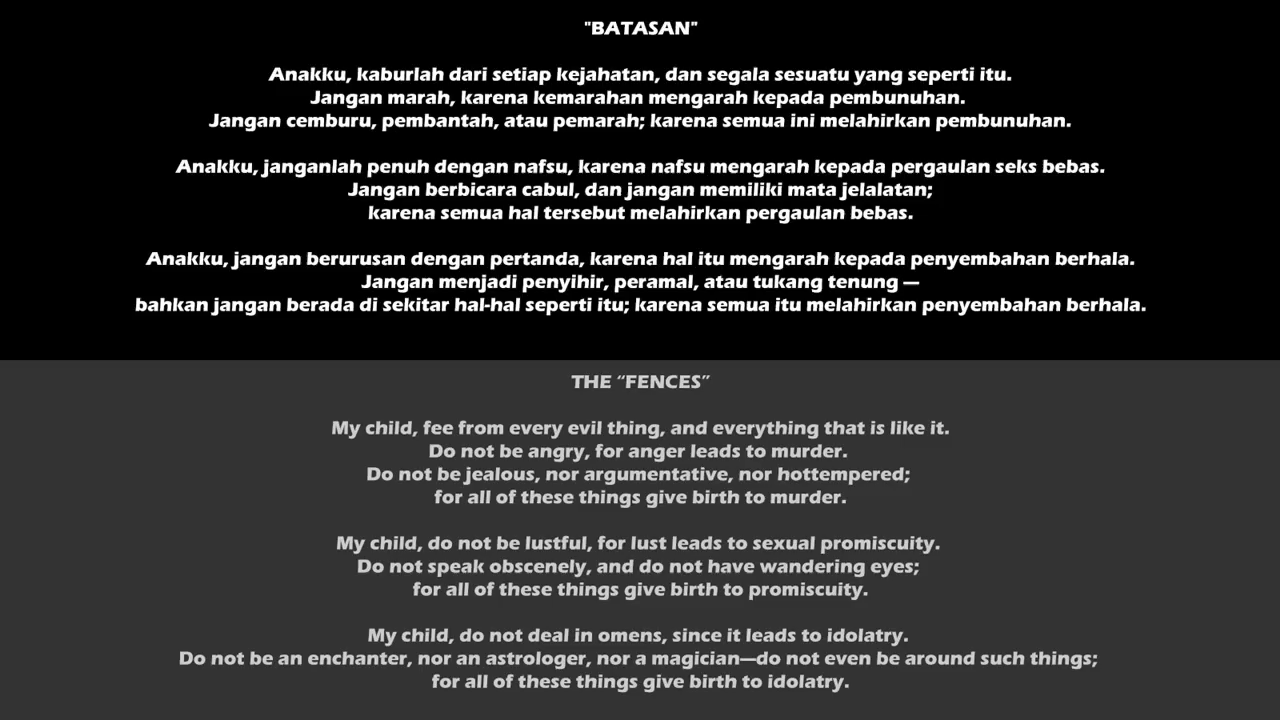 "BATASAN"
Anakku, kaburlah dari setiap kejahatan, dan segala sesuatu yang seperti itu.
Jangan marah, karena kemarahan mengarah kepada pembunuhan.
Jangan cemburu, pembantah, atau pemarah; karena semua ini melahirkan pembunuhan.
Anakku, janganlah penuh dengan nafsu, karena nafsu mengarah kepada pergaulan seks bebas.
Jangan berbicara cabul, dan jangan memiliki mata jelalatan;
karena semua hal tersebut melahirkan pergaulan bebas.
Anakku, jangan berurusan dengan pertanda, karena hal itu mengarah kepada penyembahan berhala.
Jangan menjadi penyihir, peramal, atau tukang tenung —
bahkan jangan berada di sekitar hal-hal seperti itu; karena semua itu melahirkan penyembahan berhala.
THE “FENCES”
My child, fee from every evil thing, and everything that is like it.
Do not be angry, for anger leads to murder.
Do not be jealous, nor argumentative, nor hottempered;
for all of these things give birth to murder.
My child, do not be lustful, for lust leads to sexual promiscuity.
Do not speak obscenely, and do not have wandering eyes;
for all of these things give birth to promiscuity.
My child, do not deal in omens, since it leads to idolatry.
Do not be an enchanter, nor an astrologer, nor a magician—do not even be around such things;
for all of these things give birth to idolatry.